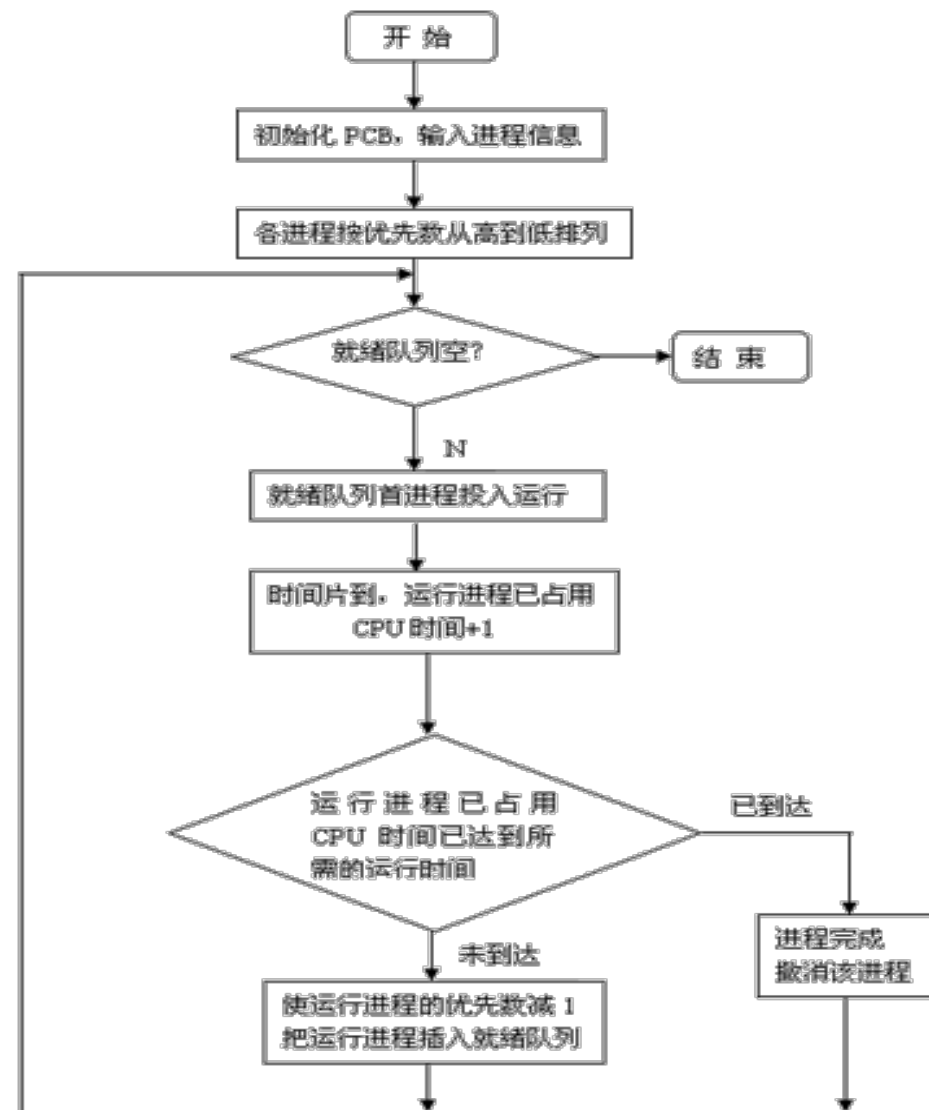 开 始
初始化 PCB，输入进程信息
各进程按优先数从高到低排列
就绪队列空?
结 束
N
就绪队列首进程投入运行
时间片到，运行进程已占用
CPU 时间+1
运行进程已占用
CPU 时间已达到所
需的运行时间
已到达
未到达
进程完成
撤消该进程
使运行进程的优先数减 1
把运行进程插入就绪队列